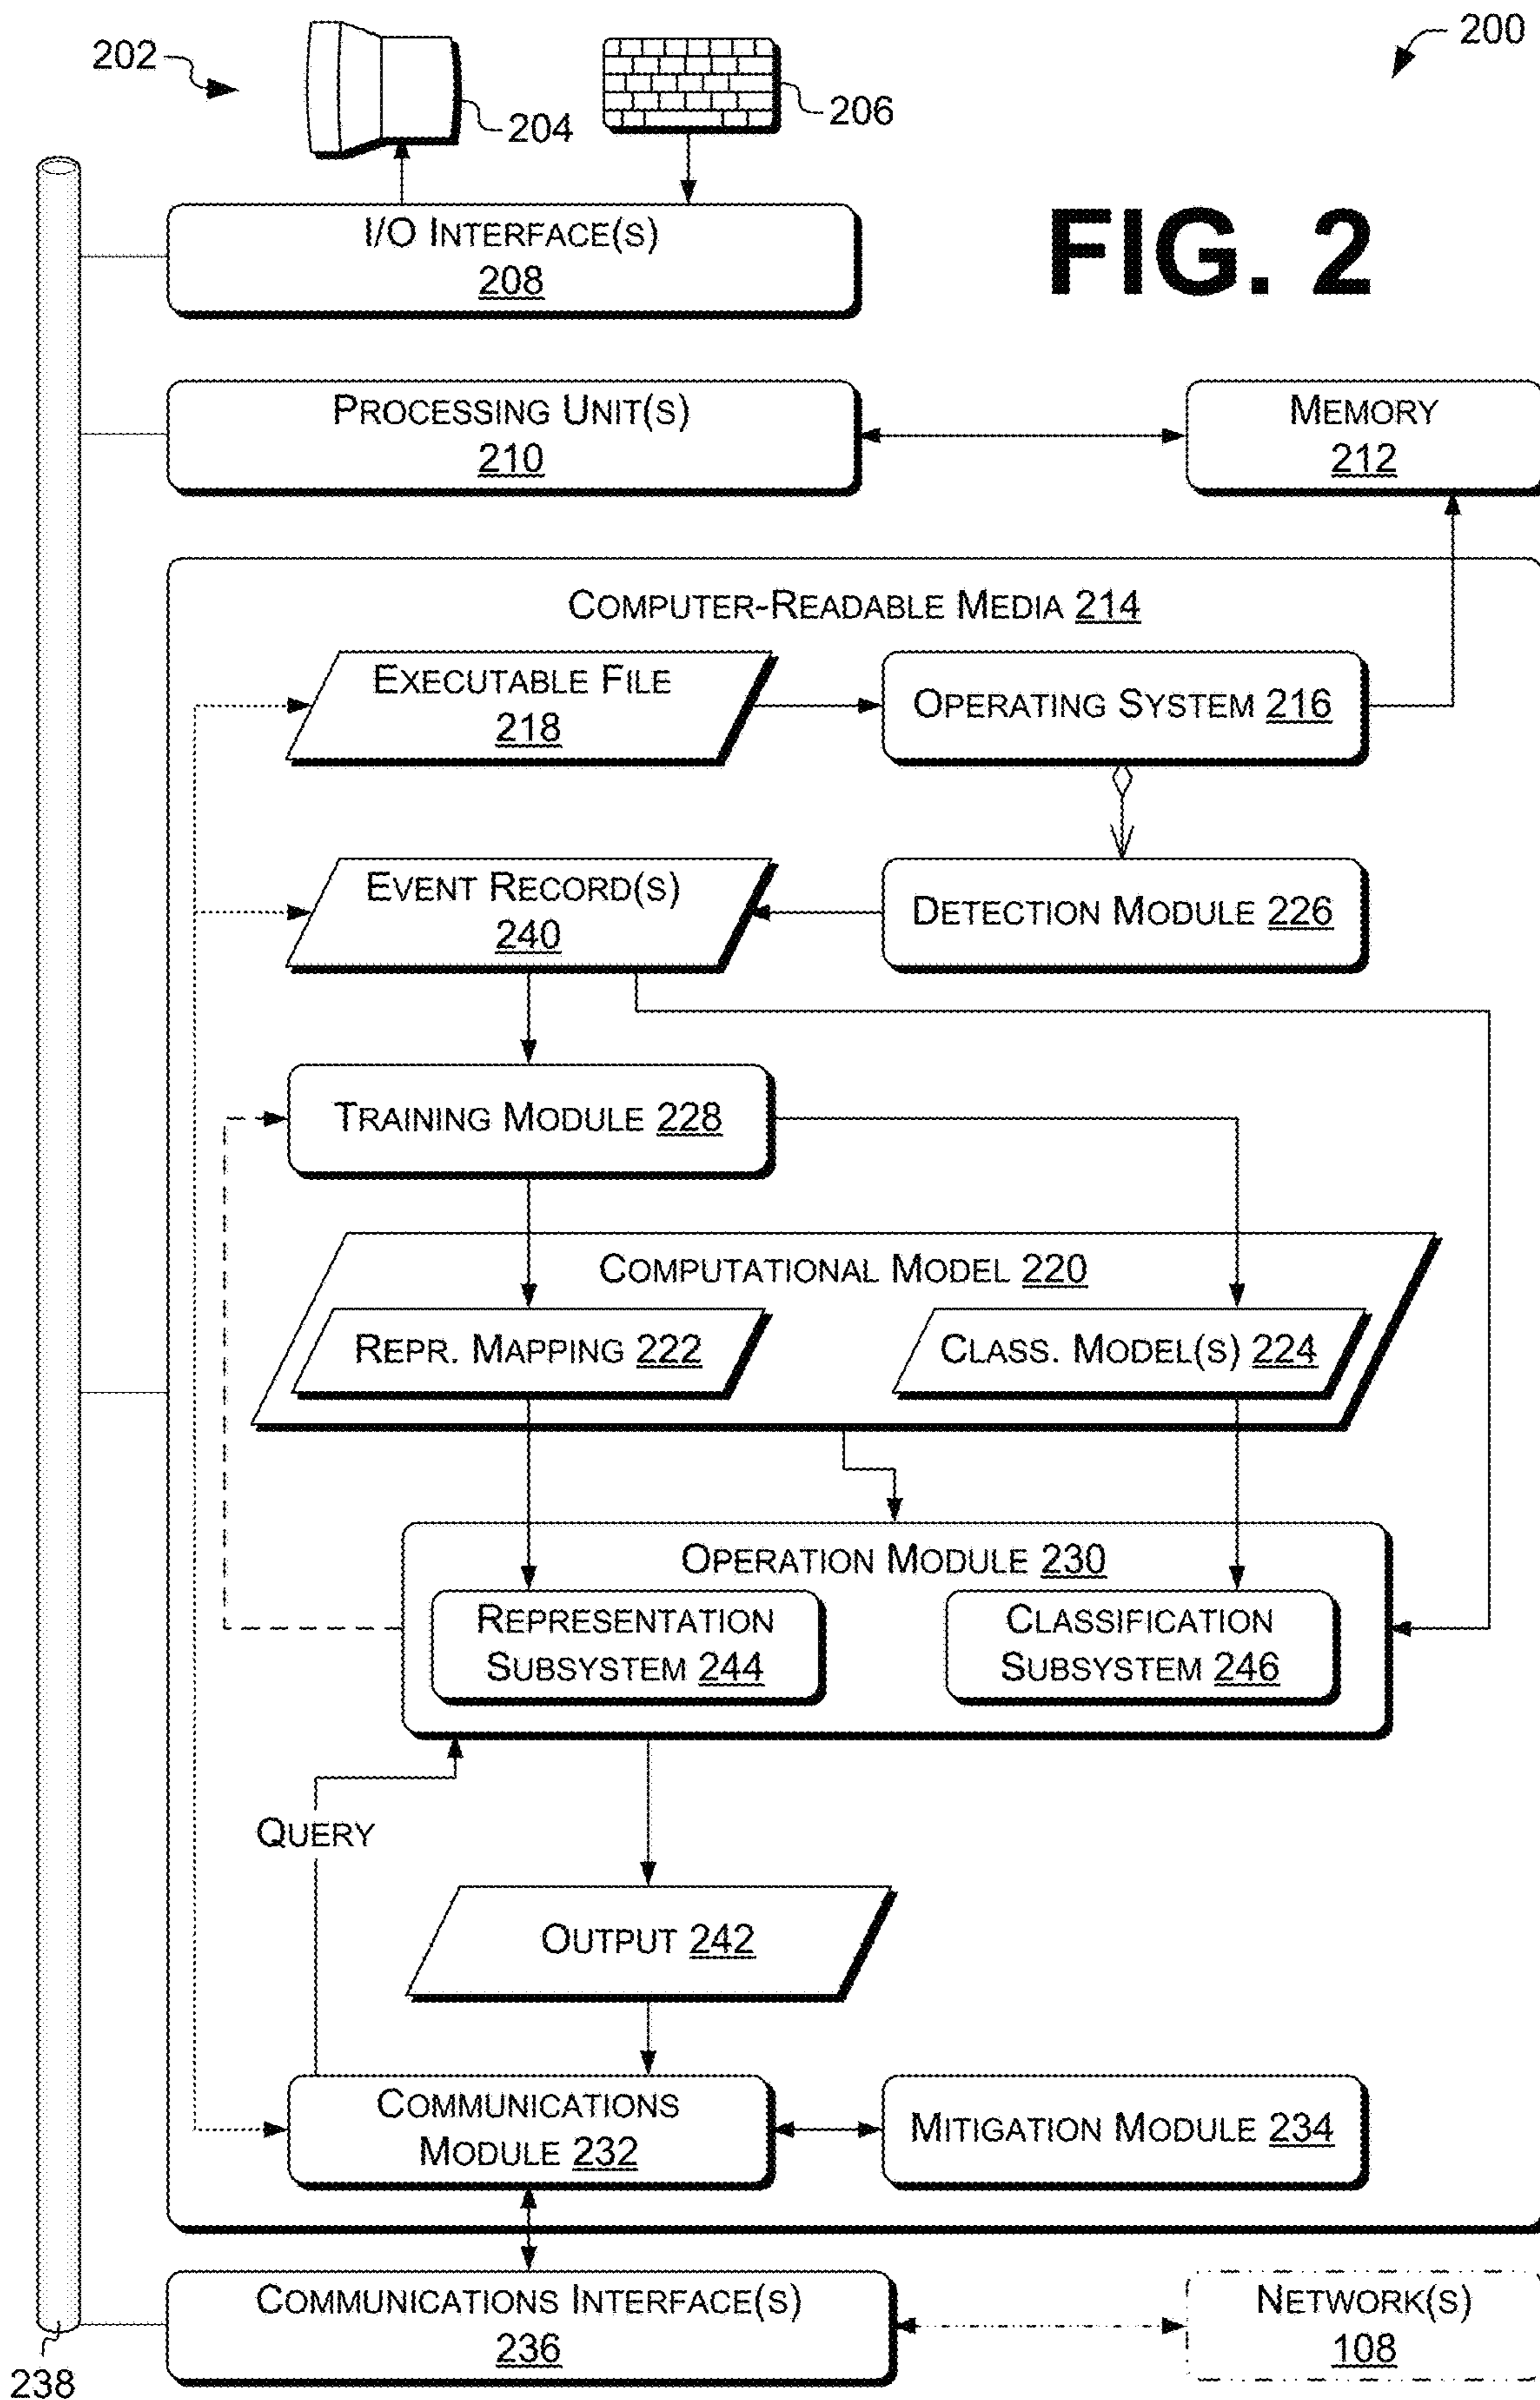 200
202
204
206
FIG. 2
I/O INTERFACE(S)
208
PROCESSING UNIT(S)
210
MEMORY
212
COMPUTER-READABLE MEDIA 214
EXECUTABLE FILE
218
OPERATING SYSTEM 216
EVENT RECORD(S)
240
DETECTION MODULE 226
TRAINING MODULE 228
COMPUTATIONAL MODEL 220
REPR. MAPPING 222
CLASS. MODEL(S) 224
OPERATION MODULE 230
REPRESENTATION
SUBSYSTEM 244
CLASSIFICATION
SUBSYSTEM 246
QUERY
OUTPUT 242
COMMUNICATIONS
MODULE 232
MITIGATION MODULE 234
COMMUNICATIONS INTERFACE(S)
236
NETWORK(S)
108
238